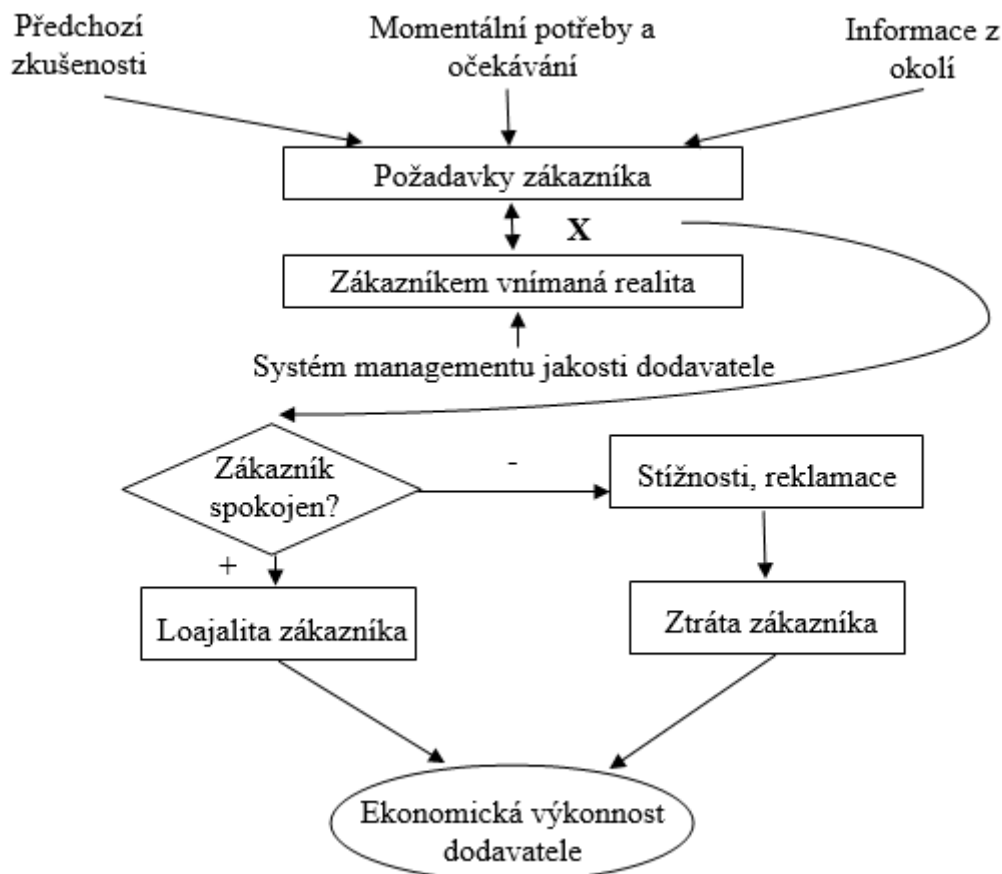 Předchozí
zkušenosti
Momentální potřeby a
očekávání
Informace z
okolí
Požadavky zákazníka
X
Zákazníkem vnímaná realita
Systém managementu jakosti dodavatele
Zákazník
spokojen?
-
Stížnosti, reklamace
+
Loajalita zákazníka
Ztráta zákazníka
Ekonomická výkonnost
dodavatele